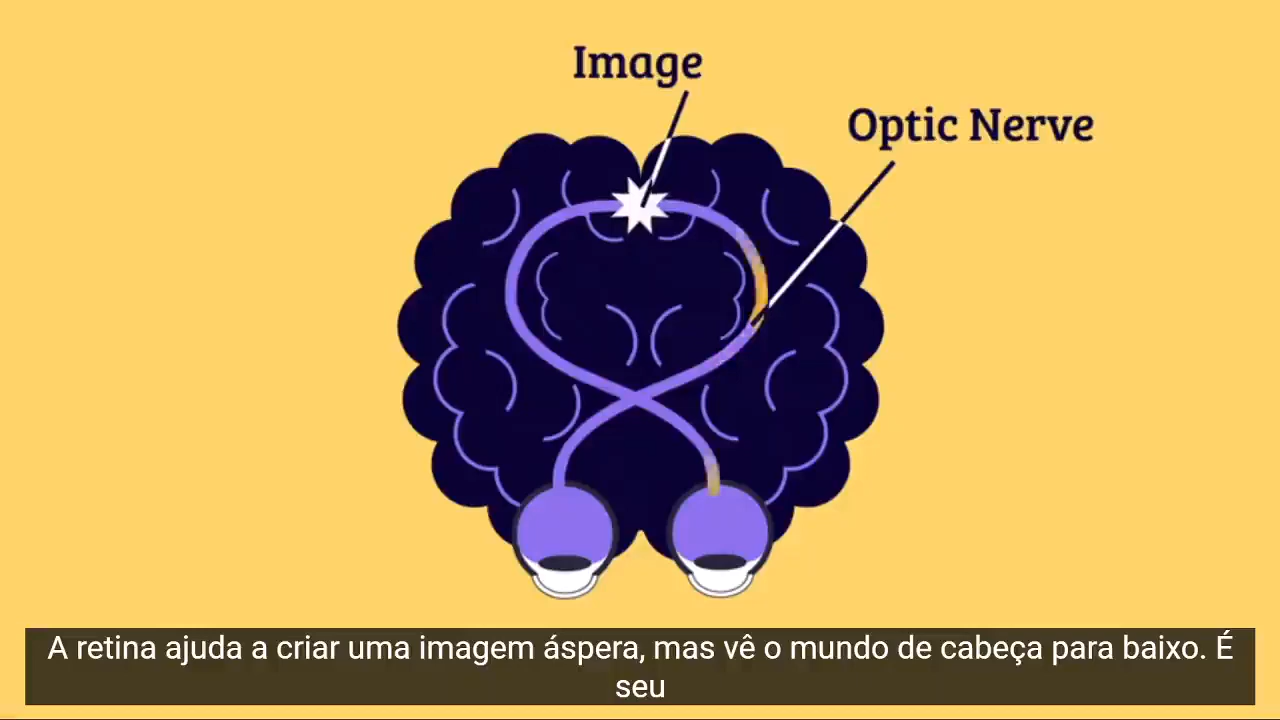 Image
Optic Nerve
A retina ajuda a criar uma imagem áspera, mas vê o mundo de cabeça para baixo. É
seu